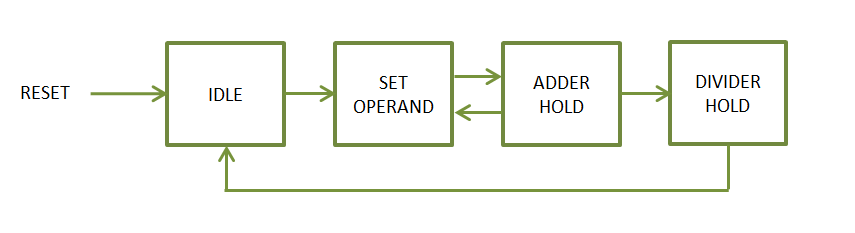 RESET
IDLE
SET
OPERAND
ADDER
HOLD
DIVIDER
HOLD